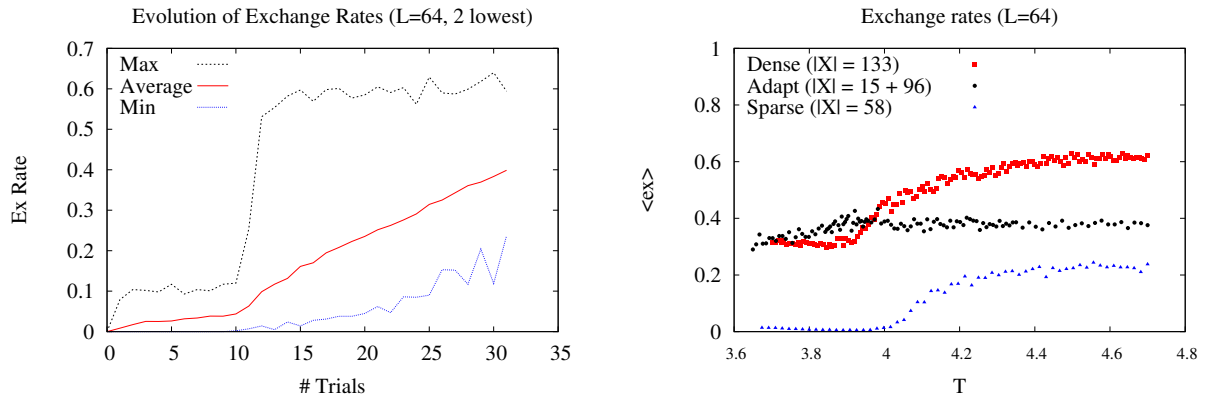 Evolution of Exchange Rates (L=64, 2 lowest)
Ex Rate
0.7
0.6
0.5
0.4
0.3
0.2
0.1
0
Max
Average
Min
0 5 10 15 20 25 30 35
# Trials
Exchange rates (L=64)
<ex>
1
0.8
0.6
0.4
0.2
0
Dense (|X| = 133)
Adapt (|X| = 15 + 96)
Sparse (|X| = 58)
3.6 3.8 4 4.2 4.4 4.6 4.8
T